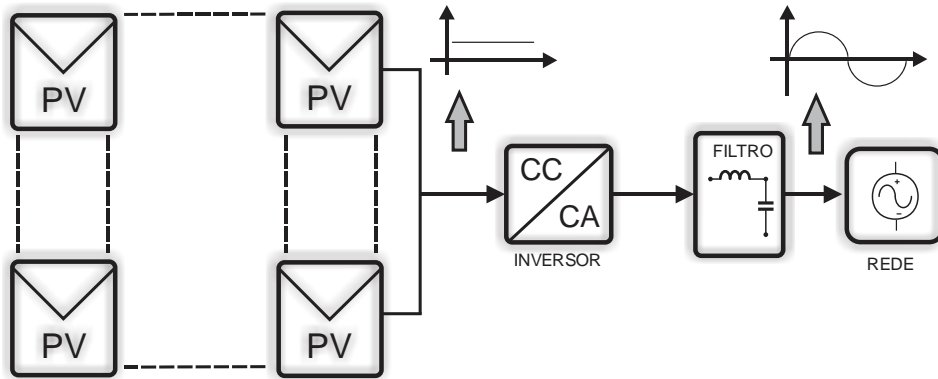 PV
PV
CC
CA
INVERSOR
FILTRO
REDE
PV
PV